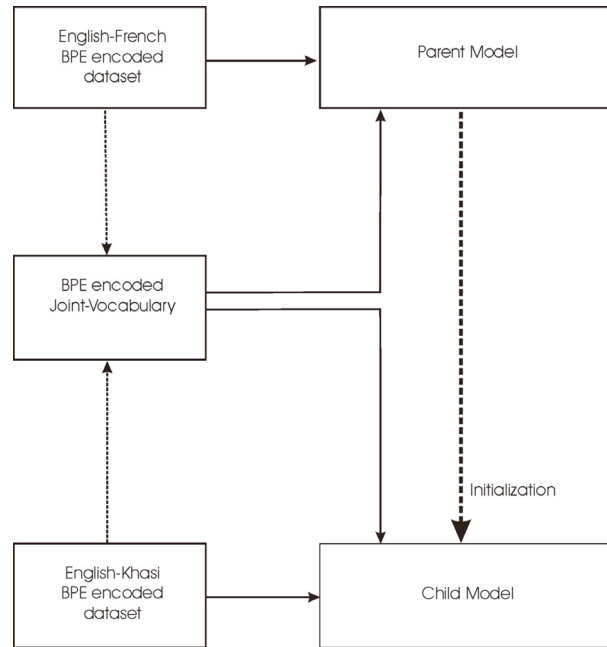 English-French
BPE encoded
dataset
Parent Model
BPE encoded
Joint-Vocabulary
Initialization
English-Khasi
BPE encoded
dataset
Child Model